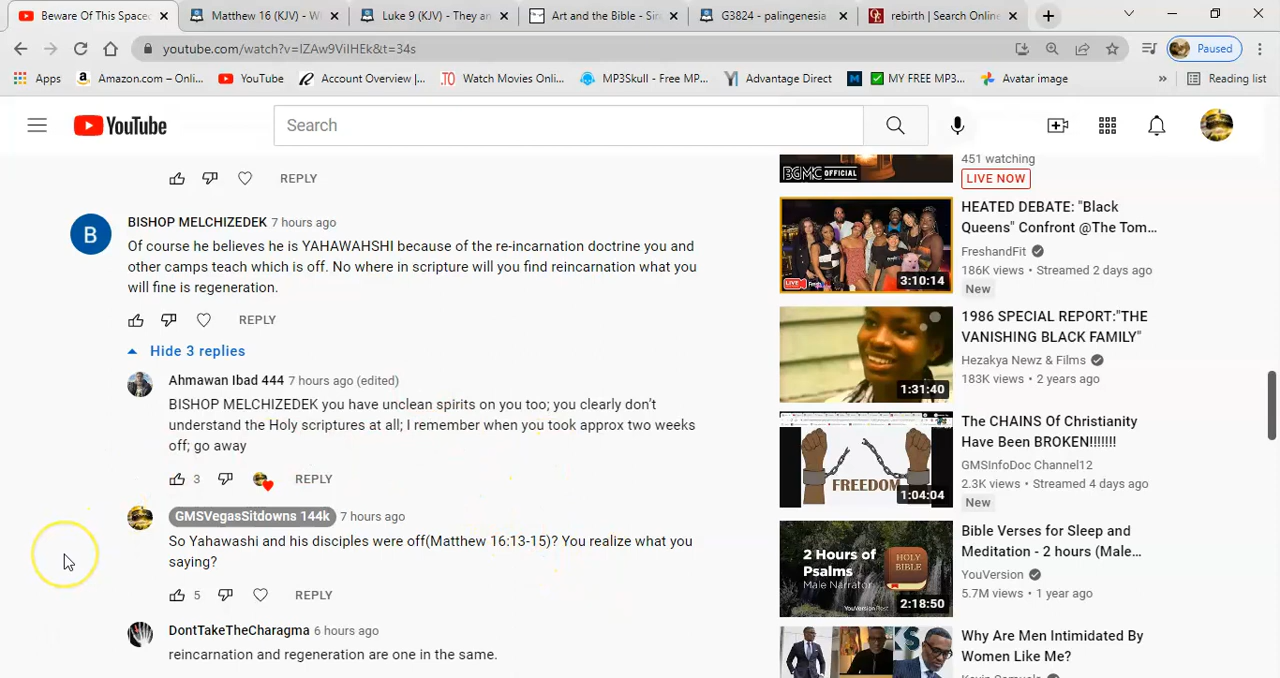 Beware Of This Spaced
Matthew 16 (KJV) - W
Luke 9 (KJV) - They an
Art and the Bible - Si
G3824 - palingenesia
rebirth | Search Online
youtube.com/watch?v=IZAw9ViIHEk&t=34s
Paused
Apps
Amazon.com – Onli...
YouTube
Account Overview |...
Watch Movies Onli...
MP3Skull - Free MP...
Advantage Direct
MY FREE MP3...
Avatar image
»
Reading list
YouTube
Search
REPLY
BISHOP MELCHIZEDEK 7 hours ago
Of course he believes he is YAHAWAHSHI because of the re-incarnation doctrine you and
other camps teach which is off. No where in scripture will you find reincarnation what you
will fine is regeneration.
REPLY
Hide 3 replies
Ahmawan Ibad 444 7 hours ago (edited)
BISHOP MELCHIZEDEK you have unclean spirits on you too; you clearly don't
understand the Holy scriptures at all; I remember when you took approx two weeks
off; go away
3
REPLY
GMSVegasSitdowns 144k 7 hours ago
So Yahawashi and his disciples were off(Matthew 16:13-15)? You realize what you
saying?
5
REPLY
DontTakeTheCharagma 6 hours ago
reincarnation and regeneration are one in the same.
BGMC OFFICIAL
451 watching
LIVE NOW
LIVE
3:10:14
HEATED DEBATE: "Black
Queens" Confront @The Tom...
FreshandFit
186K views • Streamed 2 days ago
New
1:31:40
1986 SPECIAL REPORT:"THE
VANISHING BLACK FAMILY"
Hezakya Newz & Films
183K views • 2 years ago
FREEDOM
1:04:04
The CHAINS Of Christianity
Have Been BROKEN!!!!!!!
GMSInfoDoc Channel12
2.3K views • Streamed 4 days ago
New
2 Hours of
Psalms
Male Narrator
HOLY
BIBLE
YouVersionRest
2:18:50
Bible Verses for Sleep and
Meditation - 2 hours (Male...
YouVersion
5.7M views • 1 year ago
Why Are Men Intimidated By
Women Like Me?
Kevin Samuels